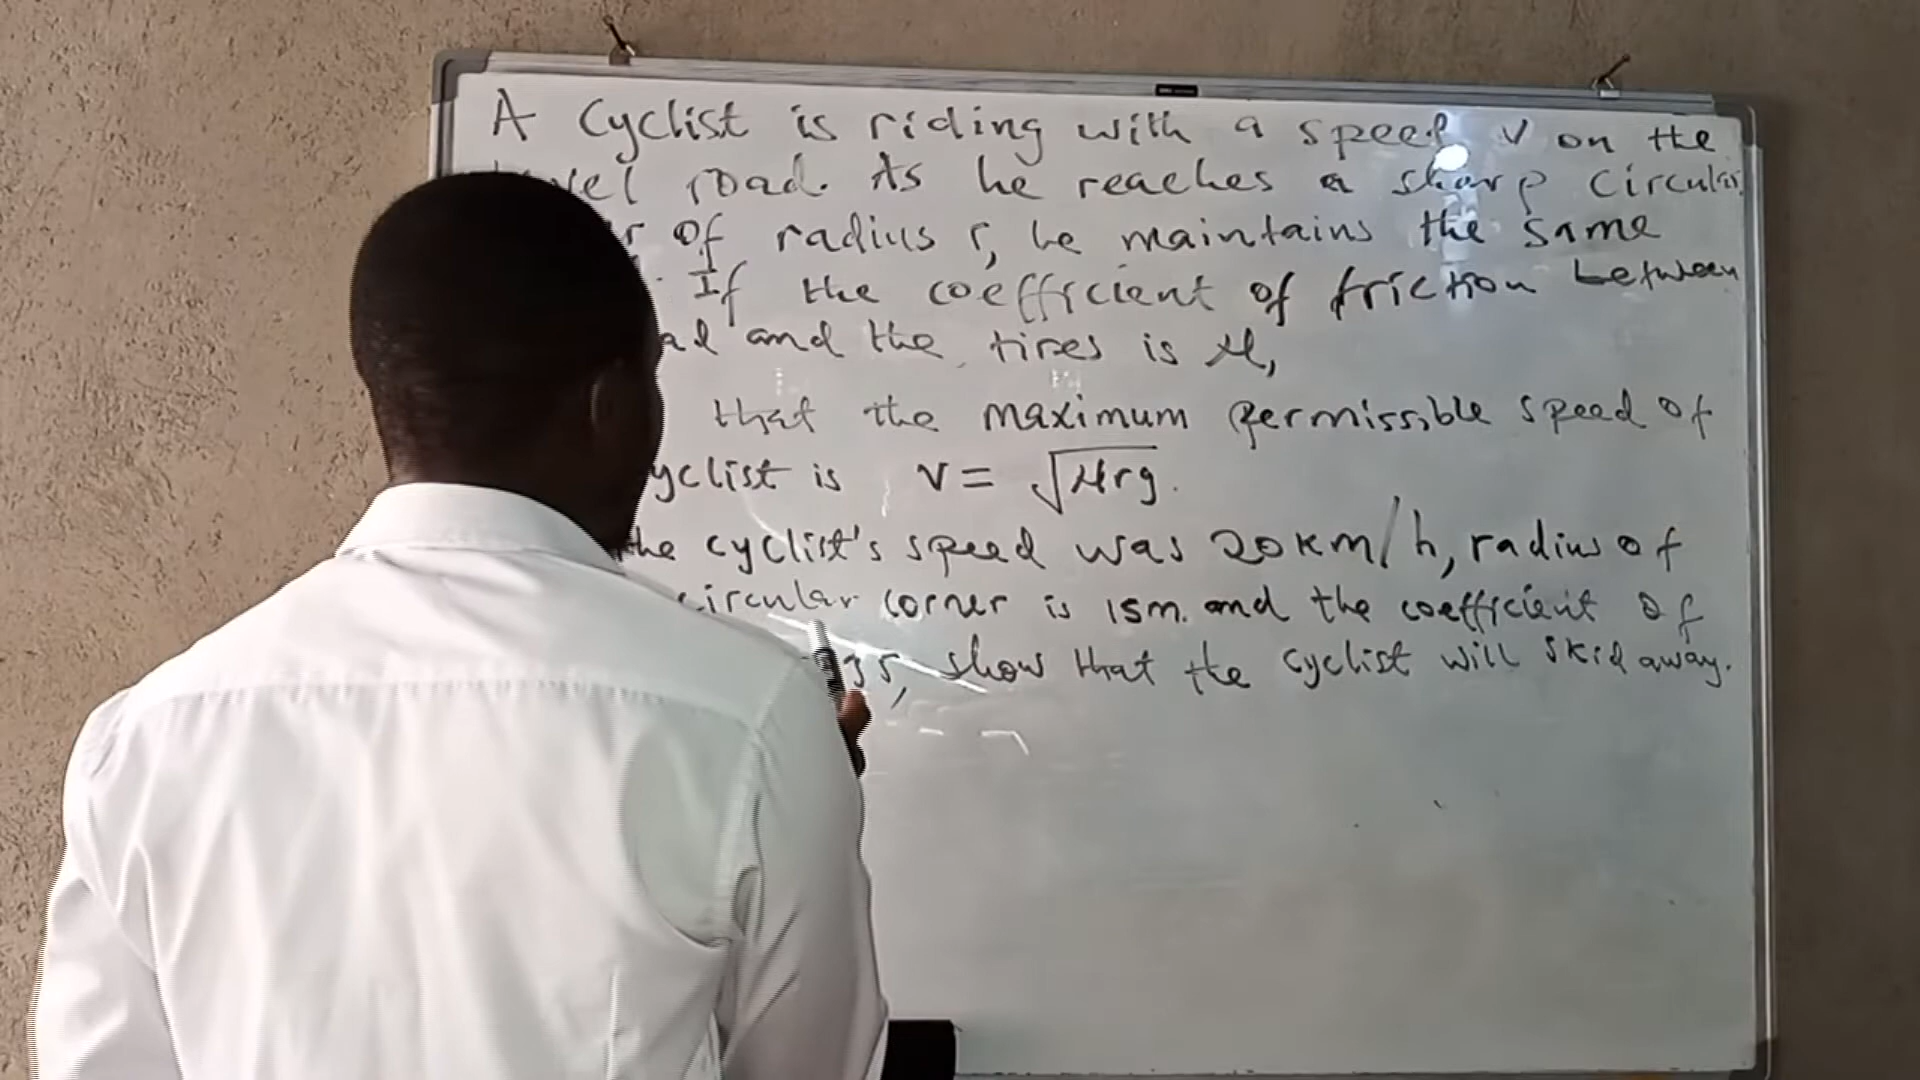 A cyclist is riding with a speed v on the
road. As he reaches a sharp circular
of radius r, he maintains the same
If the coefficient of friction between
and the tires is μ,
that the maximum permissible speed of
cyclist is v = √μrg.
the cyclist's speed was 20km/h, radius of
circular corner is 15m. and the coefficient of
show that the cyclist will skid away.